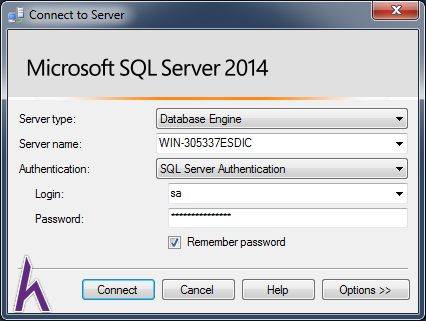 Connect to Server
Microsoft SQL Server 2014
Server type: Database Engine
Server name: WIN-305337ESDIC
Authentication: SQL Server Authentication
Login: sa
Password: ***************
Remember password
Connect Cancel Help Options >>